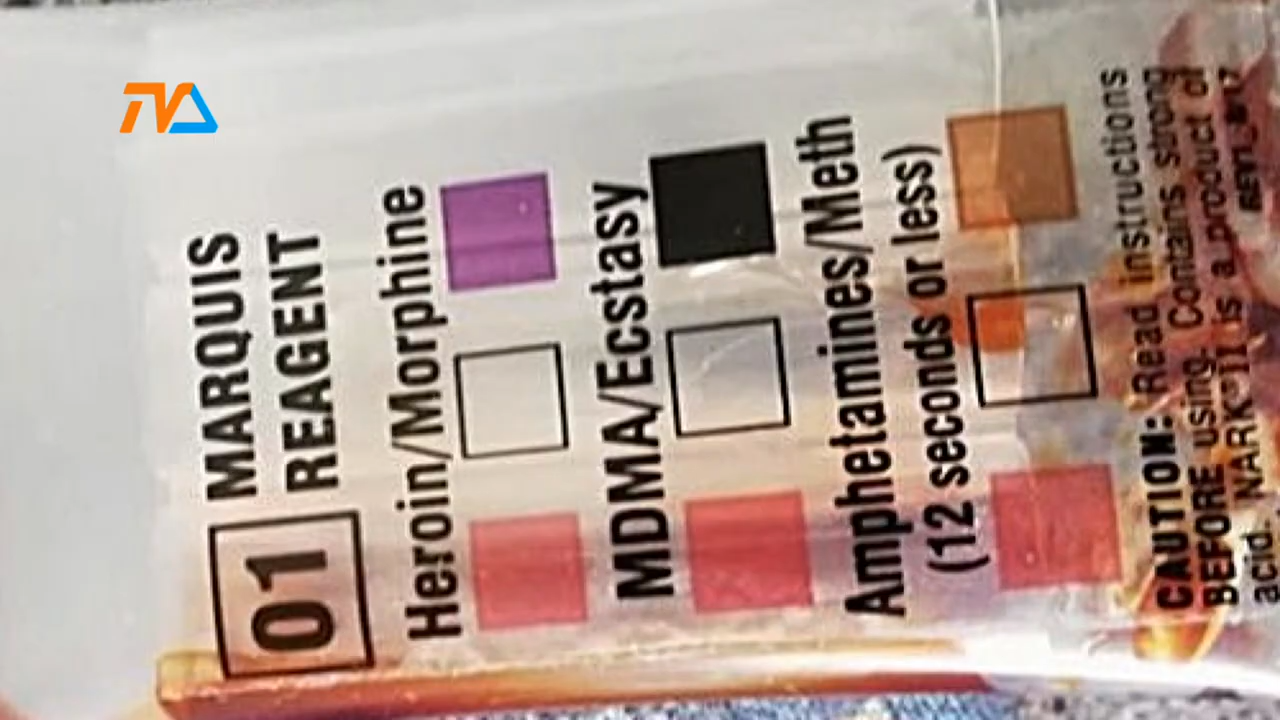 TVA
01
MARQUIS
REAGENT
Heroin/Morphine
MDMA/Ecstasy
Amphetamines/Meth
(12 seconds or less)
CAUTION: Read instructions
BEFORE using. Contains strong
acid. NARK®II is a product of